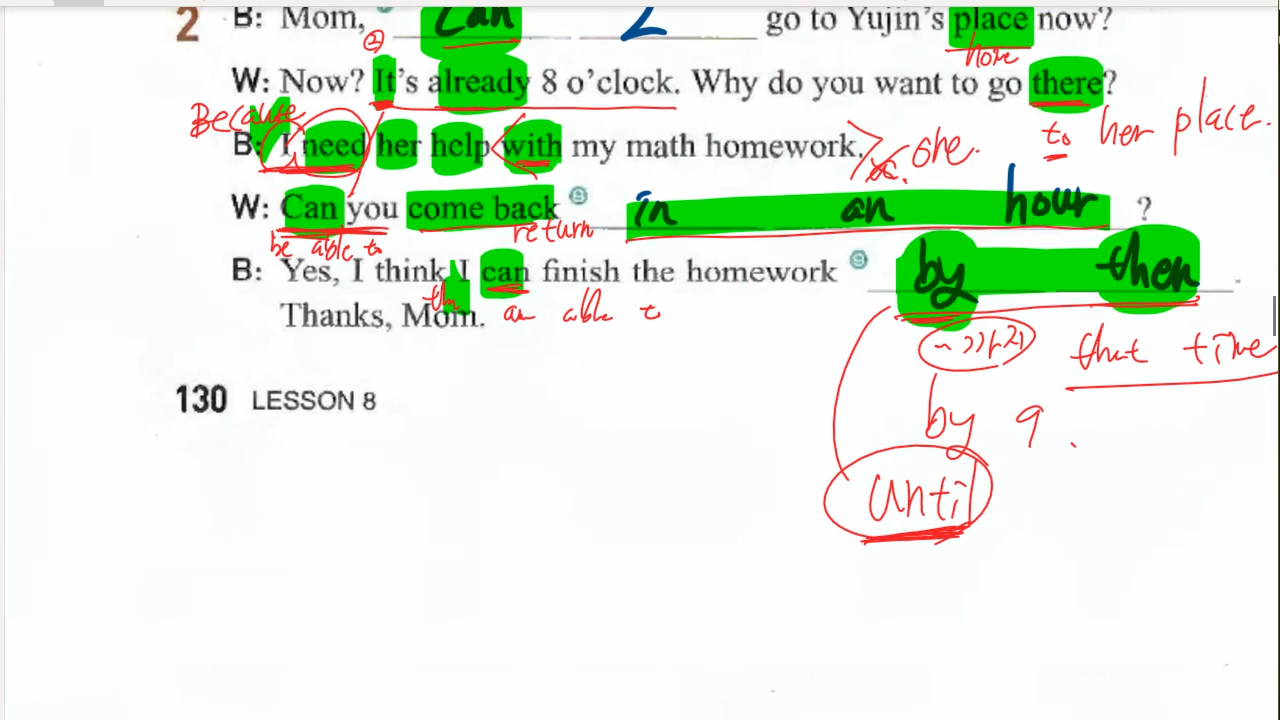 2 B: Mom, can I go to Yujin's place now?
② home
W: Now? It's already 8 o'clock. Why do you want to go there?
Because to her place.
B: I need her help with my math homework. she.
W: Can you come back ⑧ in an hour ?
be able to return
B: Yes, I think I can finish the homework ⑨ by then .
Thanks, Mom. able t
~까지 that time
130 LESSON 8
by 9.
until